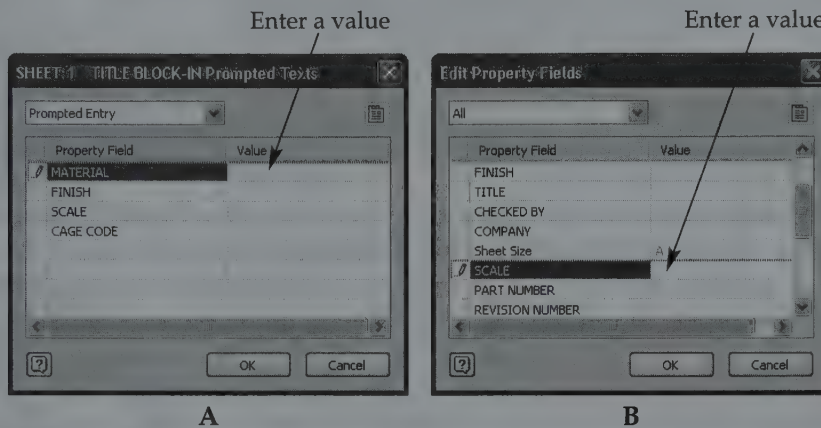 Enter a value
SHEET:1 TITLE BLOCK-IN Prompted Texts
Prompted Entry
Property Field Value
MATERIAL
FINISH
SCALE
CAGE CODE
OK Cancel
A
Enter a value
Edit Property Fields
All
Property Field Value
FINISH
TITLE
CHECKED BY
COMPANY
Sheet Size A
SCALE
PART NUMBER
REVISION NUMBER
OK Cancel
B